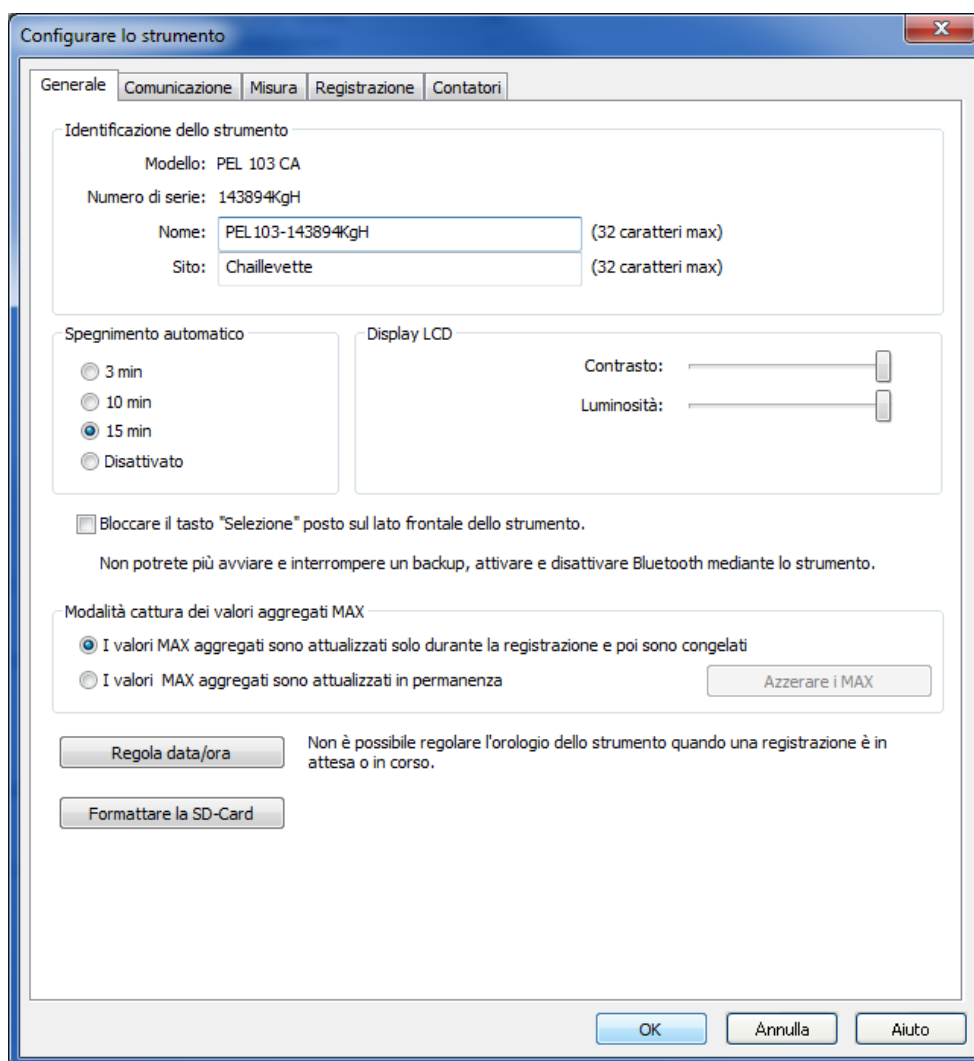 Configurare lo strumento
Generale Comunicazione Misura Registrazione Contatori
Identificazione dello strumento
Modello: PEL 103 CA
Numero di serie: 143894KgH
Nome: PEL103-143894KgH (32 caratteri max)
Sito: Chaillevette (32 caratteri max)
Spegnimento automatico
3 min
10 min
15 min
Disattivato
Display LCD
Contrasto:
Luminosità:
Bloccare il tasto "Selezione" posto sul lato frontale dello strumento.
Non potrete più avviare e interrompere un backup, attivare e disattivare Bluetooth mediante lo strumento.
Modalità cattura dei valori aggregati MAX
I valori MAX aggregati sono attualizzati solo durante la registrazione e poi sono congelati
I valori MAX aggregati sono attualizzati in permanenza
Azzerare i MAX
Regola data/ora
Non è possibile regolare l'orologio dello strumento quando una registrazione è in
attesa o in corso.
Formattare la SD-Card
OK Annulla Aiuto